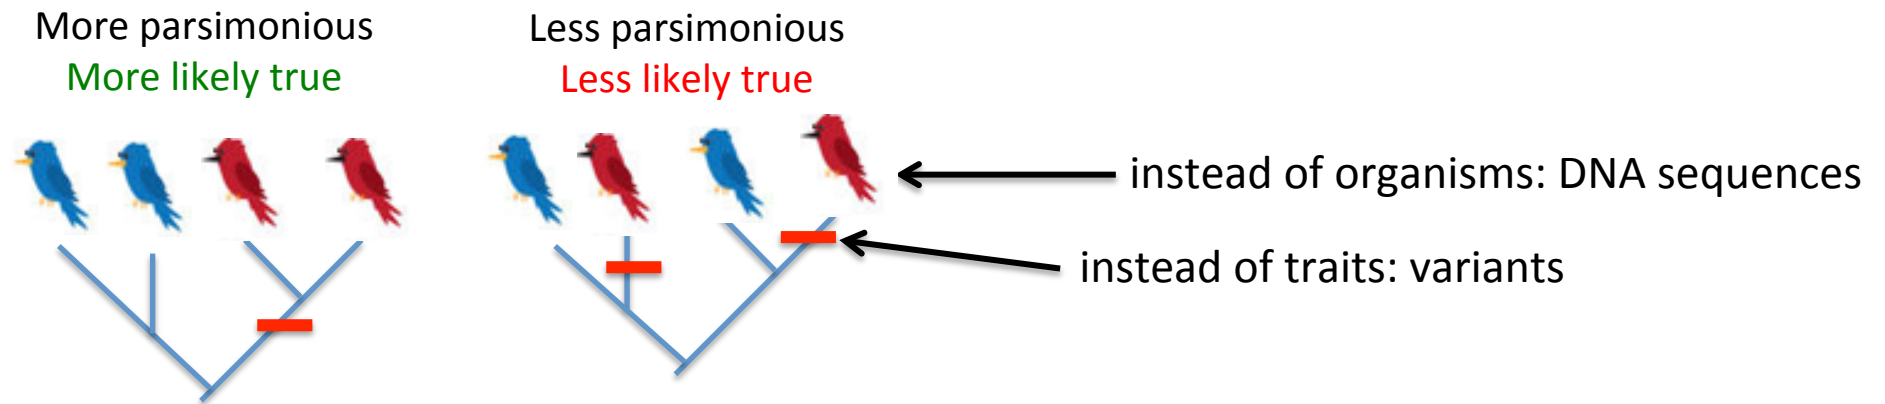 More parsimonious
More likely true
Less parsimonious
Less likely true
instead of organisms: DNA sequences
instead of traits: variants